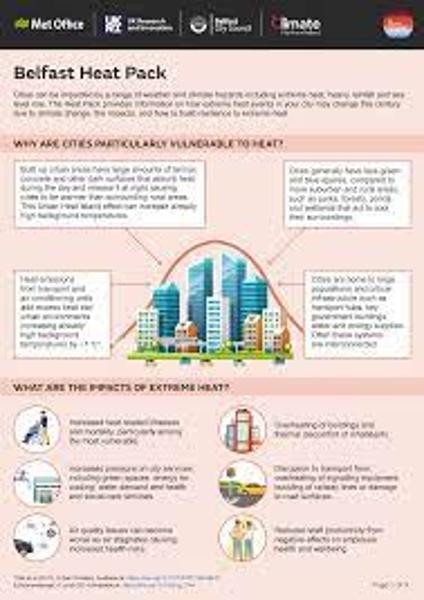 Met Office
UK Research and Innovation
Belfast City Council
Climate
Belfast Heat Pack
Cities can be impacted by a range of weather and climate hazards including extreme heat, heavy rainfall and sea
level rise. The Heat Pack provides information on how extreme heat events in your city may change this century
due to climate change, the impacts, and how to build resilience to extreme heat
WHY ARE CITIES PARTICULARLY VULNERABLE TO HEAT?
Built up urban areas have large amounts of tarmac,
concrete and other dark surfaces that absorb heat
during the day and release it at night causing
cities to be warmer than surrounding rural areas.
This Urban Heat Island effect can increase already
high background temperatures.
Cities generally have less green
and blue spaces, compared to
more suburban and rural areas,
such as parks, forests, ponds
and wetlands that act to cool
their surroundings.
Heat emissions
from transport and
air conditioning units
add excess heat into
urban environments
increasing already
high background
temperatures by
Cities are home to large
populations and critical
infrastructure such as
transport hubs, key
government buildings,
water and energy supplies.
Often these systems
are interconnected.
WHAT ARE THE IMPACTS OF EXTREME HEAT?
Increased heat related illnesses
and mortality, particularly among
the most vulnerable.
Overheating of buildings and
thermal discomfort of inhabitants.
Increased pressure on city services,
including green spaces, energy for
cooling, water demand and health
and social care services.
Disruption to transport from
overheating of signalling equipment,
buckling of railway lines or damage
to road surfaces.
Air quality issues can become
worse as air stagnates causing
increased health risks.
Reduced staff productivity from
negative effects on employee
health and wellbeing.
Page 1 of